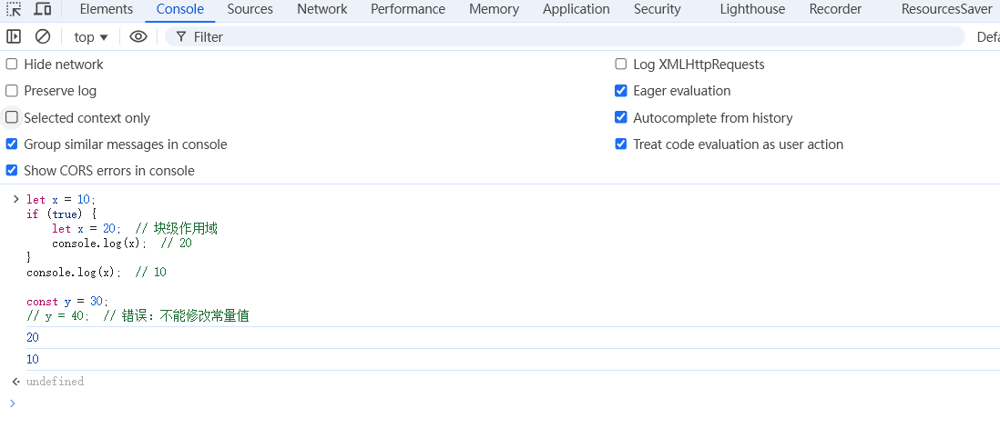 Elements Console Sources Network Performance Memory Application Security Lighthouse Recorder ResourcesSaver
top Filter Defa
Hide network Log XMLHttpRequests
Preserve log Eager evaluation
Selected context only Autocomplete from history
Group similar messages in console Treat code evaluation as user action
Show CORS errors in console
let x = 10;
if (true) {
    let x = 20;  // 块级作用域
    console.log(x);  // 20
}
console.log(x);  // 10
const y = 30;
// y = 40;  // 错误：不能修改常量值
20
10
undefined